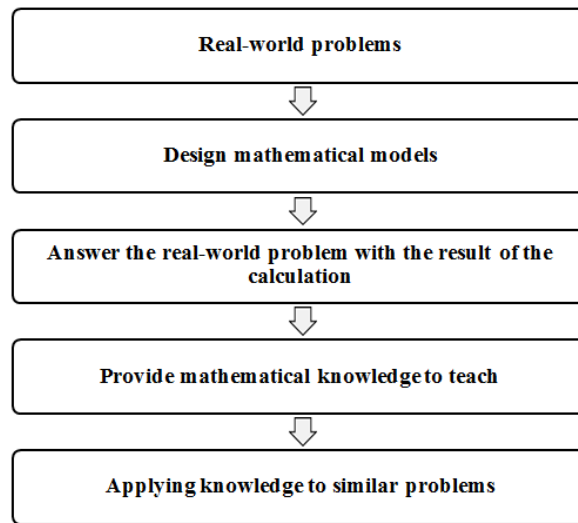 Real-world problems
Design mathematical models
Answer the real-world problem with the result of the
calculation
Provide mathematical knowledge to teach
Applying knowledge to similar problems